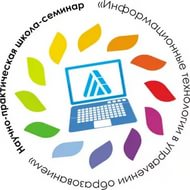 Научно-практическая школа-семинар
«Информационные технологии в управлении образованием»